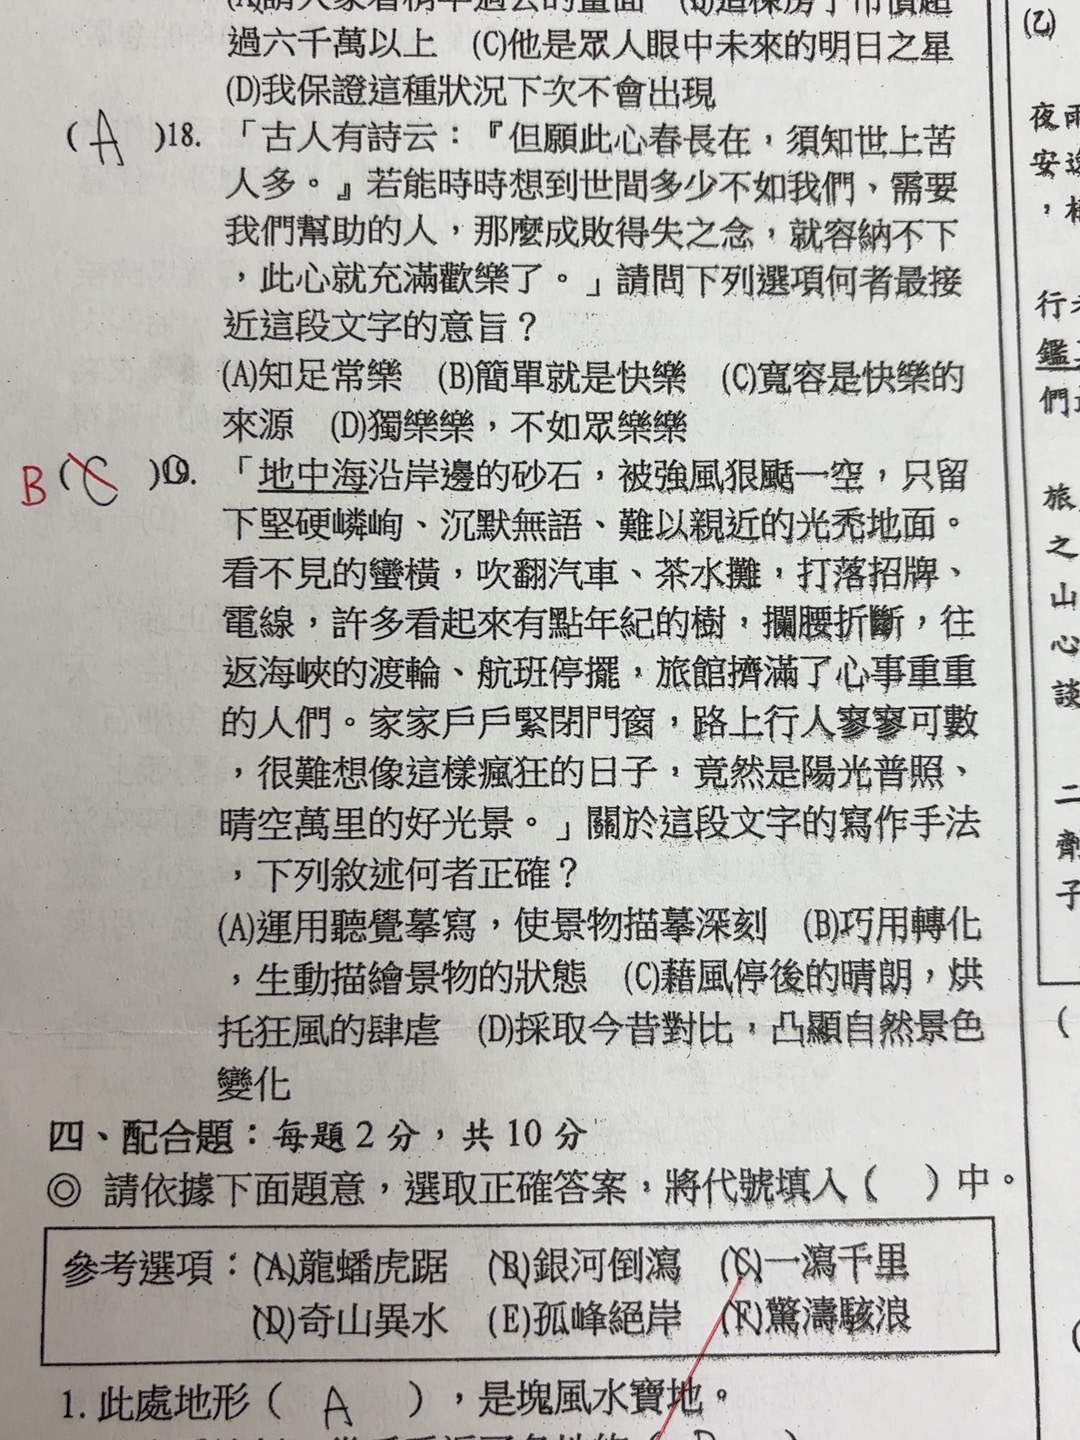 過六千萬以上 (C)他是眾人眼中未來的明日之星
(D)我保證這種狀況下次不會出現
( A )18. 「古人有詩云：『但願此心春長在，須知世上苦
人多。』若能時時想到世間多少不如我們、需要
我們幫助的人，那麼成敗得失之念，就容納不下
，此心就充滿歡樂了。」請問下列選項何者最接
近這段文字的意旨？
(A)知足常樂 (B)簡單就是快樂 (C)寬容是快樂的
來源 (D)獨樂樂，不如眾樂樂
B ( C )19. 「地中海沿岸邊的砂石，被強風狠颳一空，只留
下堅硬嶙峋、沉默無語、難以親近的光禿地面。
看不見的蠻橫，吹翻汽車、茶水攤，打落招牌、
電線，許多看起來有點年紀的樹，攔腰折斷，往
返海峽的渡輪、航班停擺，旅館擠滿了心事重重
的人們。家家戶戶緊閉門窗，路上行人寥寥可數
，很難想像這樣瘋狂的日子，竟然是陽光普照、
晴空萬里的好光景。」關於這段文字的寫作手法
，下列敘述何者正確？
(A)運用聽覺摹寫，使景物描摹深刻 (B)巧用轉化
，生動描繪景物的狀態 (C)藉風停後的晴朗，烘
托狂風的肆虐 (D)採取今昔對比，凸顯自然景色
變化
四、配合題：每題2分，共10分
◎ 請依據下面題意，選取正確答案，將代號填入( )中。
參考選項：(A)龍蟠虎踞 (B)銀河倒瀉 (C)一瀉千里
(D)奇山異水 (E)孤峰絕岸 (F)驚濤駭浪
1. 此處地形( A )，是塊風水寶地。
(乙)
夜雨
行
鑑
們
旅
之
山
心
談
二
劑
子